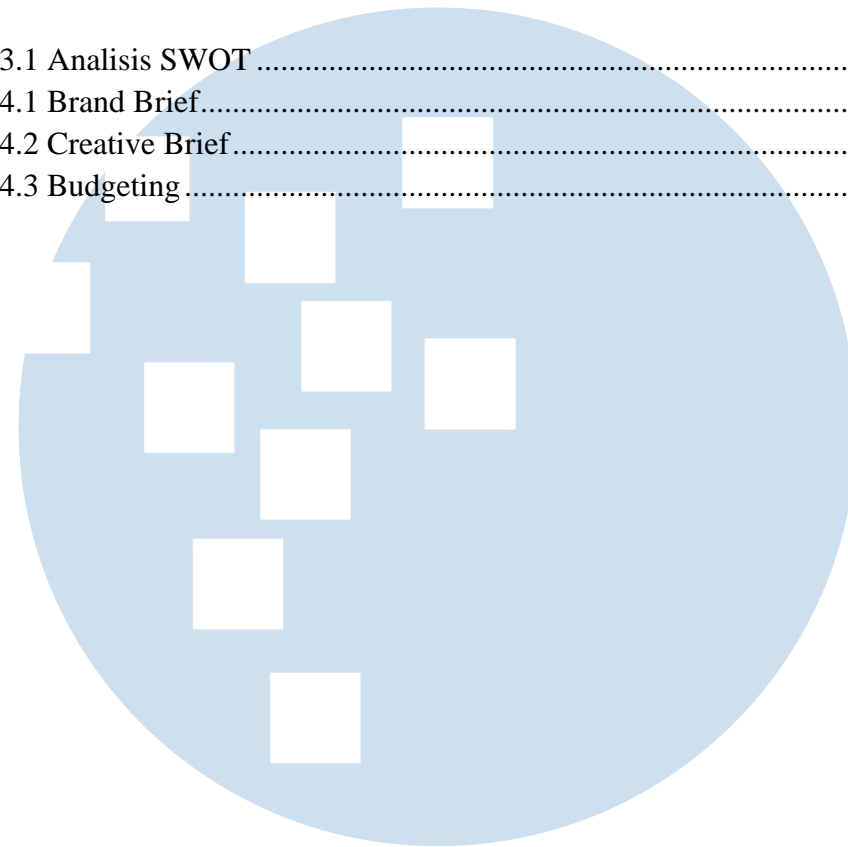 3.1 Analisis SWOT ..........................................................................
4.1 Brand Brief.................................................................................
4.2 Creative Brief.............................................................................
4.3 Budgeting...................................................................................